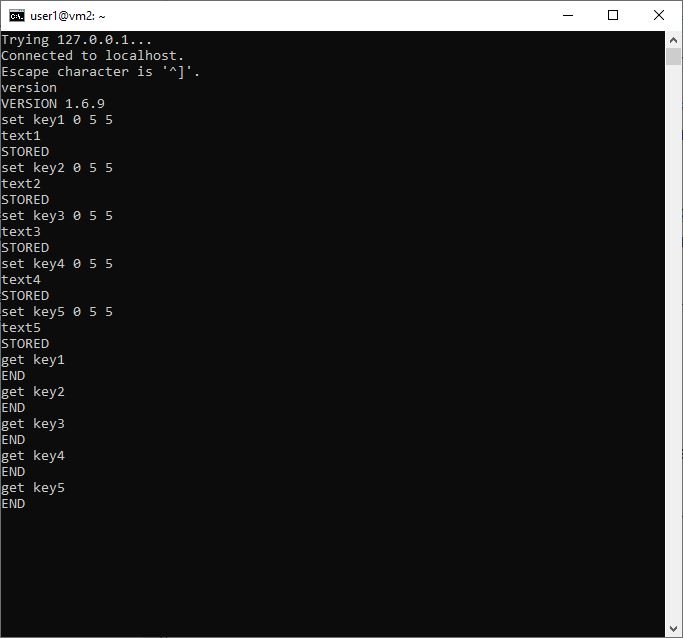 user1@vm2: ~
Trying 127.0.0.1...
Connected to localhost.
Escape character is '^]'.
version
VERSION 1.6.9
set key1 0 5 5
text1
STORED
set key2 0 5 5
text2
STORED
set key3 0 5 5
text3
STORED
set key4 0 5 5
text4
STORED
set key5 0 5 5
text5
STORED
get key1
END
get key2
END
get key3
END
get key4
END
get key5
END